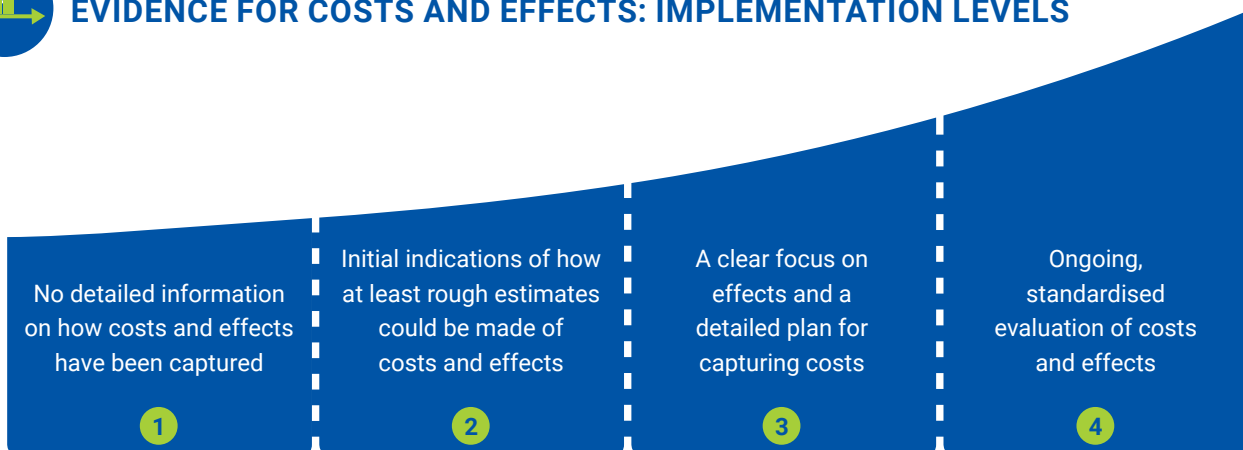 EVIDENCE FOR COSTS AND EFFECTS: IMPLEMENTATION LEVELS
No detailed information
on how costs and effects
have been captured
1
Initial indications of how
at least rough estimates
could be made of
costs and effects
2
A clear focus on
effects and a
detailed plan for
capturing costs
3
Ongoing,
standardised
evaluation of costs
and effects
4